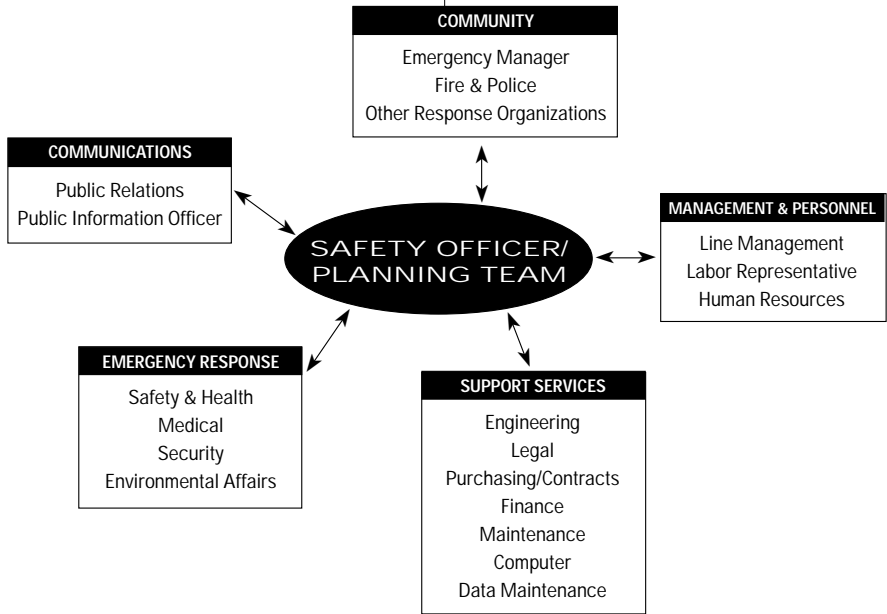 COMMUNITY
Emergency Manager
Fire & Police
Other Response Organizations
COMMUNICATIONS
Public Relations
Public Information Officer
SAFETY OFFICER/
PLANNING TEAM
MANAGEMENT & PERSONNEL
Line Management
Labor Representative
Human Resources
EMERGENCY RESPONSE
Safety & Health
Medical
Security
Environmental Affairs
SUPPORT SERVICES
Engineering
Legal
Purchasing/Contracts
Finance
Maintenance
Computer
Data Maintenance